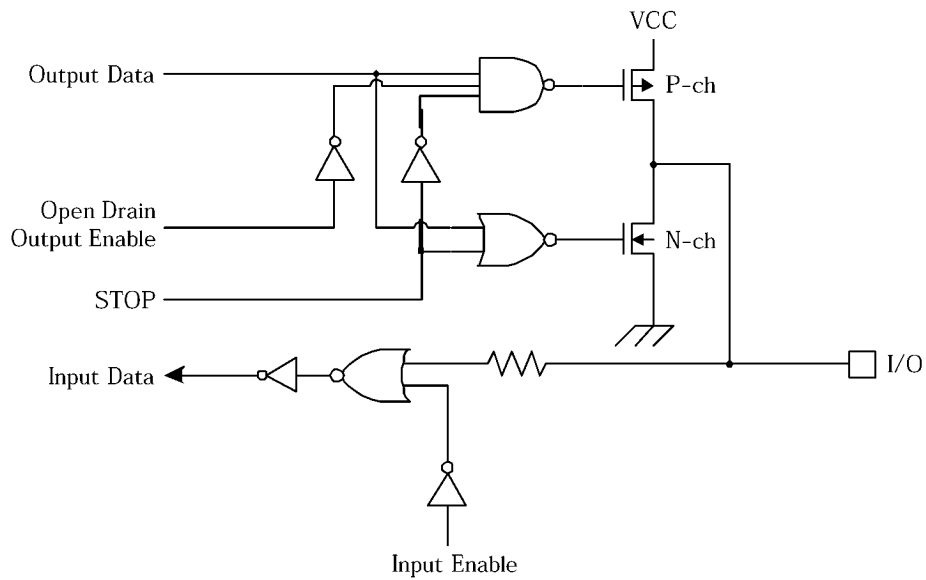 VCC
Output Data
P-ch
Open Drain
Output Enable
N-ch
STOP
Input Data
I/O
Input Enable